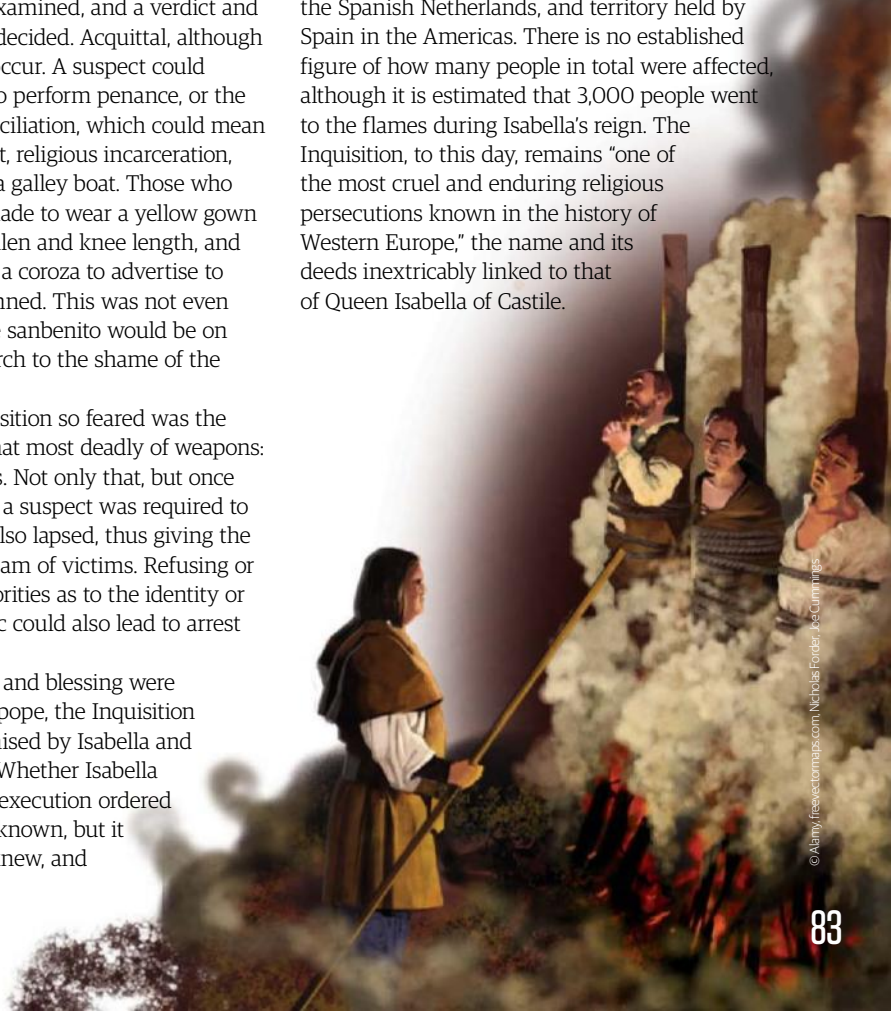 xamined, and a verdict and
decided. Acquittal, although
ccur. A suspect could
o perform penance, or the
ciliation, which could mean
t, religious incarceration,
a galley boat. Those who
ade to wear a yellow gown
len and knee length, and
a coroza to advertise to
nned. This was not even
e sanbenito would be on
rch to the shame of the
sition so feared was the
hat most deadly of weapons:
s. Not only that, but once
a suspect was required to
lso lapsed, thus giving the
eam of victims. Refusing or
orities as to the identity or
c could also lead to arrest
and blessing were
pope, the Inquisition
ised by Isabella and
Whether Isabella
execution ordered
known, but it
new, and
the Spanish Netherlands, and territory held by
Spain in the Americas. There is no established
figure of how many people in total were affected,
although it is estimated that 3,000 people went
to the flames during Isabella’s reign. The
Inquisition, to this day, remains “one of
the most cruel and enduring religious
persecutions known in the history of
Western Europe,” the name and its
deeds inextricably linked to that
of Queen Isabella of Castile.
© Alamy, freevectormaps.com, Nicholas Forder, Joe Cummings
83